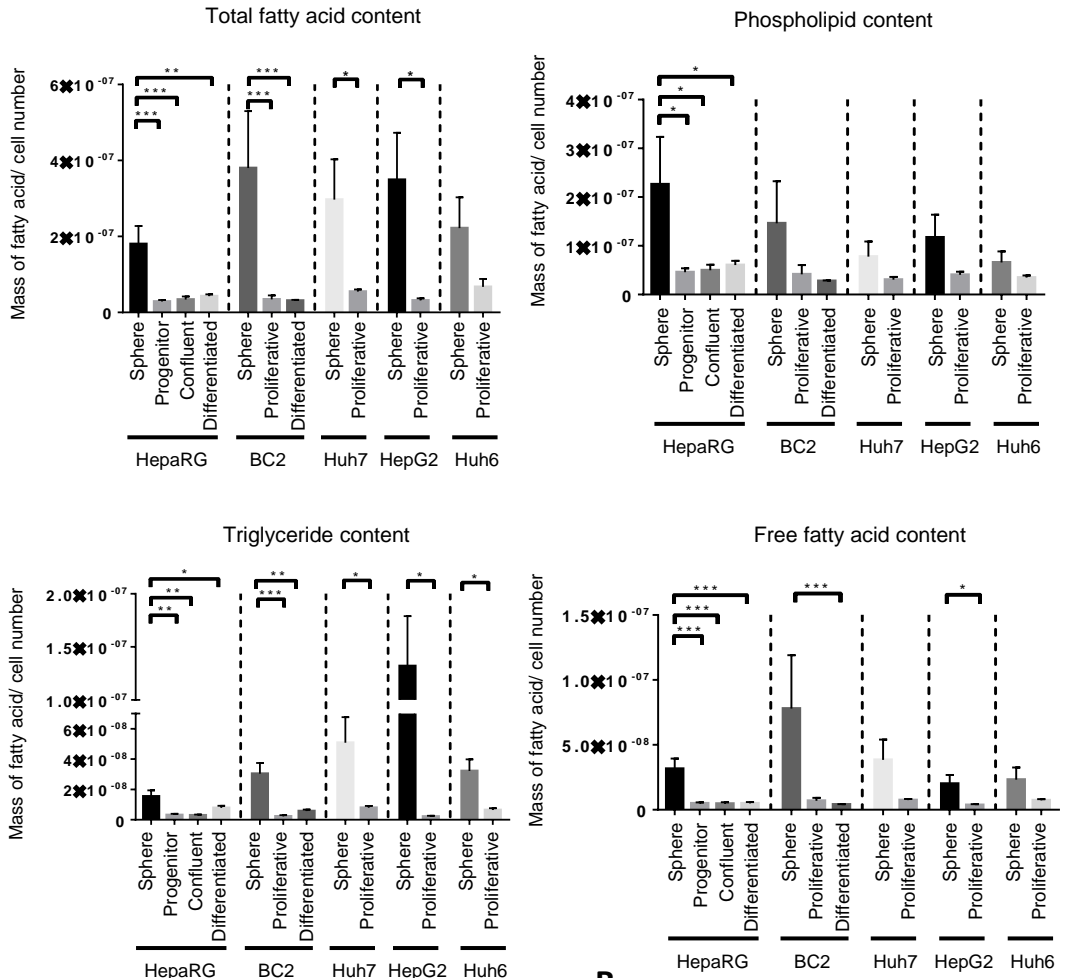 Total fatty acid content
Mass of fatty acid/ cell number
6✖10 -07
4✖10 -07
2✖10 -07
0
** *** *** *** *** * *
Sphere Progenitor Confluent Differentiated Sphere Proliferative Differentiated Sphere Proliferative Sphere Proliferative Sphere Proliferative
HepaRG BC2 Huh7 HepG2 Huh6
Phospholipid content
Mass of fatty acid/ cell number
4✖10 -07
3✖10 -07
2✖10 -07
1✖10 -07
0
* * *
Sphere Progenitor Confluent Differentiated Sphere Proliferative Differentiated Sphere Proliferative Sphere Proliferative Sphere Proliferative
HepaRG BC2 Huh7 HepG2 Huh6
Triglyceride content
Mass of fatty acid/ cell number
2.0✖10 -07
1.5✖10 -07
1.0✖10 -07
6✖10 -08
4✖10 -08
2✖10 -08
0
* ** ** ** *** * * *
Sphere Progenitor Confluent Differentiated Sphere Proliferative Differentiated Sphere Proliferative Sphere Proliferative Sphere Proliferative
HepaRG BC2 Huh7 HepG2 Huh6
Free fatty acid content
Mass of fatty acid/ cell number
1.5✖10 -07
1.0✖10 -07
5.0✖10 -08
0
*** *** *** *** *
Sphere Progenitor Confluent Differentiated Sphere Proliferative Differentiated Sphere Proliferative Sphere Proliferative Sphere Proliferative
HepaRG BC2 Huh7 HepG2 Huh6